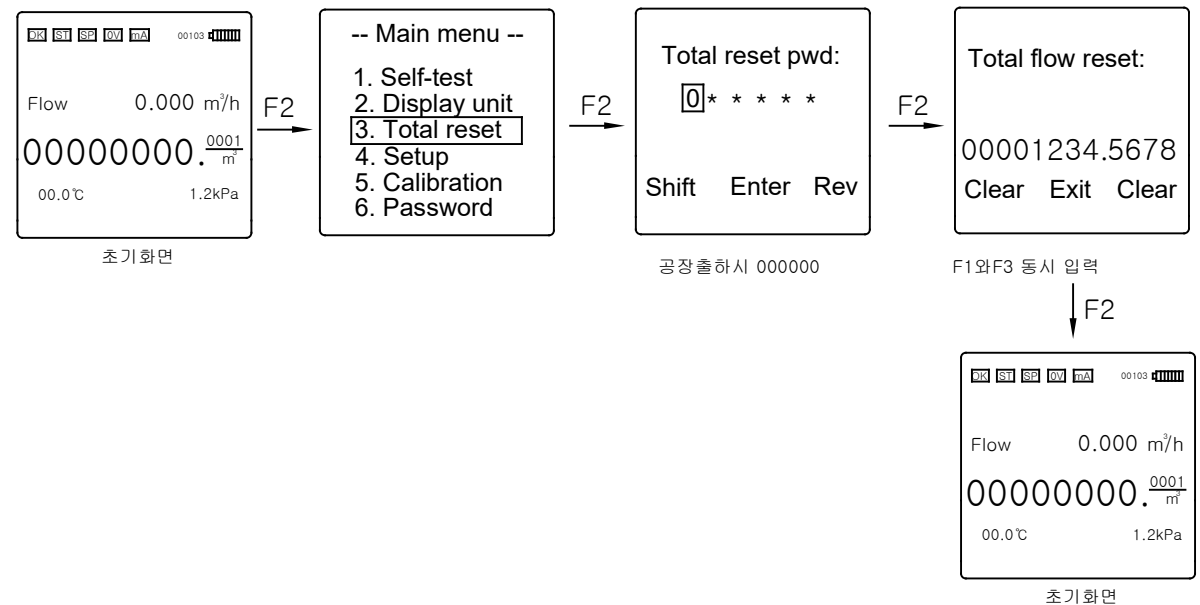 OK ST SP 0V mA 00103
Flow 0.000 m³/h
00000000. 0001 m³
00.0℃ 1.2kPa
초기화면
F2
-- Main menu --
1. Self-test
2. Display unit
3. Total reset
4. Setup
5. Calibration
6. Password
F2
Total reset pwd:
0* * * * *
Shift Enter Rev
공장출하시 000000
F2
Total flow reset:
00001234.5678
Clear Exit Clear
F1와F3 동시 입력
F2
OK ST SP 0V mA 00103
Flow 0.000 m³/h
00000000. 0001 m³
00.0℃ 1.2kPa
초기화면